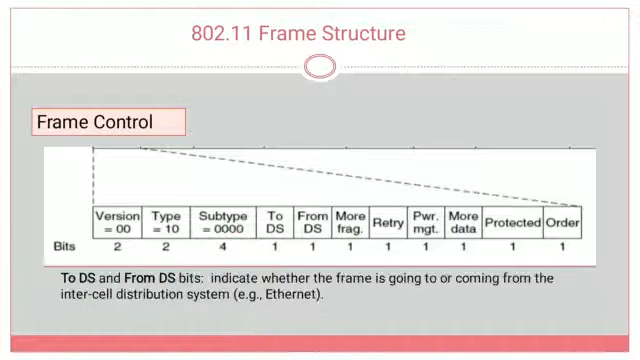 802.11 Frame Structure
Frame Control
Version = 00 Type = 10 Subtype = 0000 To DS From DS More frag. Retry Pwr. mgt. More data Protected Order
Bits 2 2 4 1 1 1 1 1 1 1 1
To DS and From DS bits: indicate whether the frame is going to or coming from the
inter-cell distribution system (e.g., Ethernet).